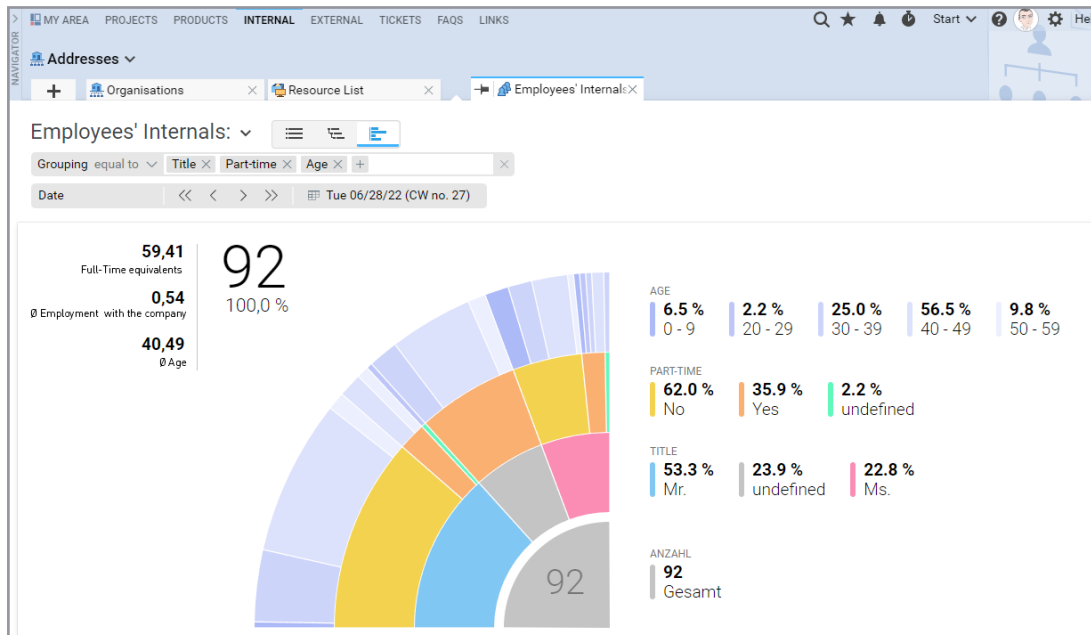 MY AREA PROJECTS PRODUCTS INTERNAL EXTERNAL TICKETS FAQS LINKS Start He
NAVIGATOR
Addresses
+ Organisations Resource List Employees' Internals
Employees' Internals:
Grouping equal to Title Part-time Age +
Date Tue 06/28/22 (CW no. 27)
59,41
Full-Time equivalents
0,54
Ø Employment with the company
40,49
Ø Age
92
100,0 %
AGE
6.5 % 2.2 % 25.0 % 56.5 % 9.8 %
0 - 9 20 - 29 30 - 39 40 - 49 50 - 59
PART-TIME
62.0 % 35.9 % 2.2 %
No Yes undefined
TITLE
53.3 % 23.9 % 22.8 %
Mr. undefined Ms.
ANZAHL
92
Gesamt
92